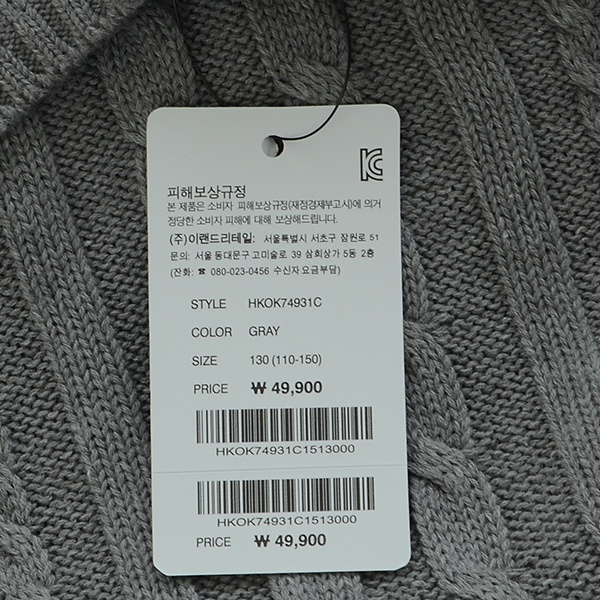 피해보상규정
본 제품은 소비자 피해보상규정(재정경제부고시)에 의거
정당한 소비자 피해에 대해 보상해드립니다.
(주)이랜드리테일: 서울특별시 서초구 잠원로 51
문의: 서울 동대문구 고미술로 39 삼희상가 5동 2층
(전화: ☎ 080-023-0456 수신자 요금부담)
STYLE HKOK74931C
COLOR GRAY
SIZE 130 (110-150)
PRICE ₩ 49,900
HKOK74931C1513000
HKOK74931C1513000
PRICE ₩ 49,900